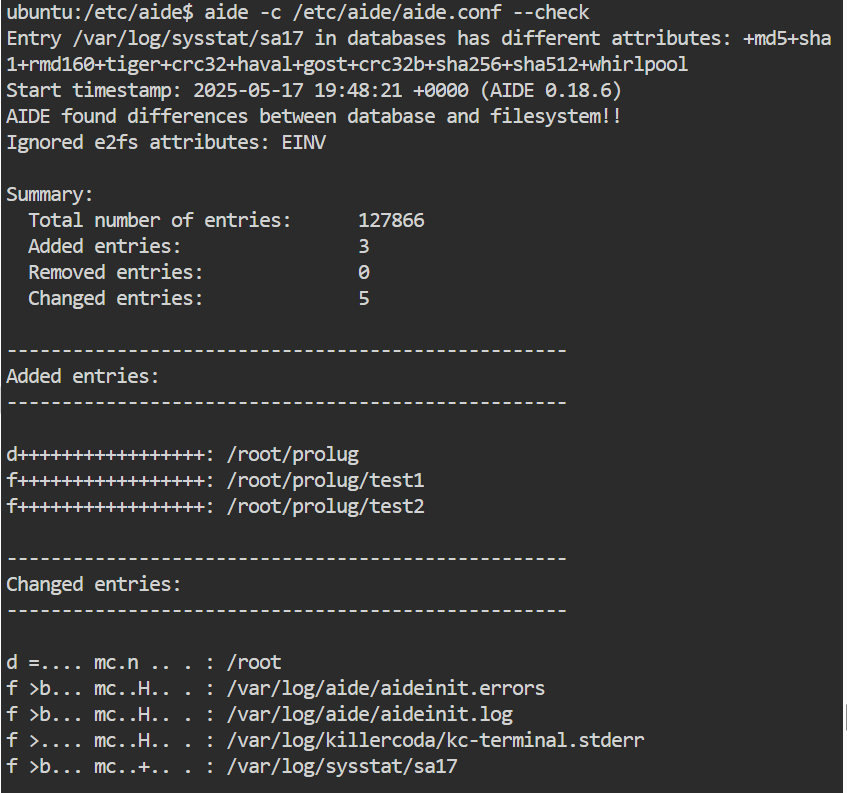 ubuntu:/etc/aide$ aide -c /etc/aide/aide.conf --check
Entry /var/log/sysstat/sa17 in databases has different attributes: +md5+sha
1+rmd160+tiger+crc32+haval+gost+crc32b+sha256+sha512+whirlpool
Start timestamp: 2025-05-17 19:48:21 +0000 (AIDE 0.18.6)
AIDE found differences between database and filesystem!!
Ignored e2fs attributes: EINV

Summary:
  Total number of entries:      127866
  Added entries:                3
  Removed entries:              0
  Changed entries:              5

---------------------------------------------------
Added entries:
---------------------------------------------------

d+++++++++++++++++: /root/prolug
f+++++++++++++++++: /root/prolug/test1
f+++++++++++++++++: /root/prolug/test2

---------------------------------------------------
Changed entries:
---------------------------------------------------

d =.... mc.n .. . : /root
f >b... mc..H.. . : /var/log/aide/aideinit.errors
f >b... mc..H.. . : /var/log/aide/aideinit.log
f >.... mc..H.. . : /var/log/killercoda/kc-terminal.stderr
f >b... mc..+.. . : /var/log/sysstat/sa17